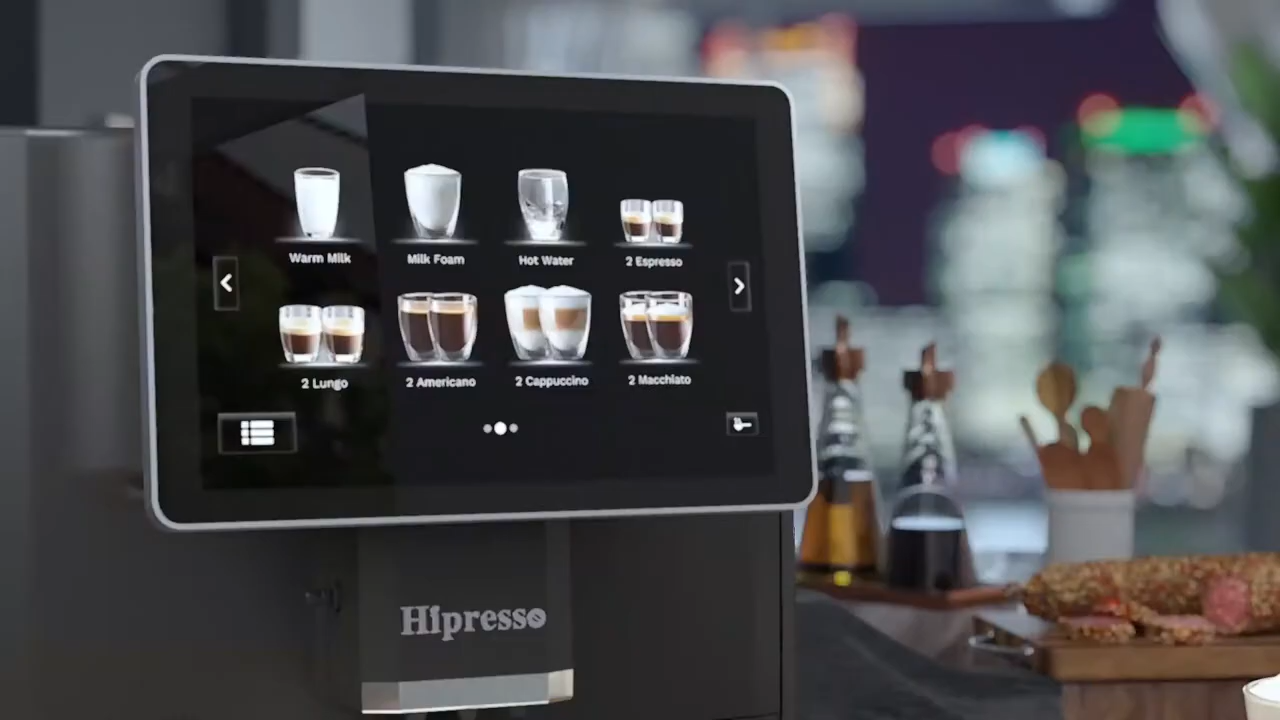 Warm Milk
Milk Foam
Hot Water
2 Espresso
2 Lungo
2 Americano
2 Cappuccino
2 Macchiato
Hipresso